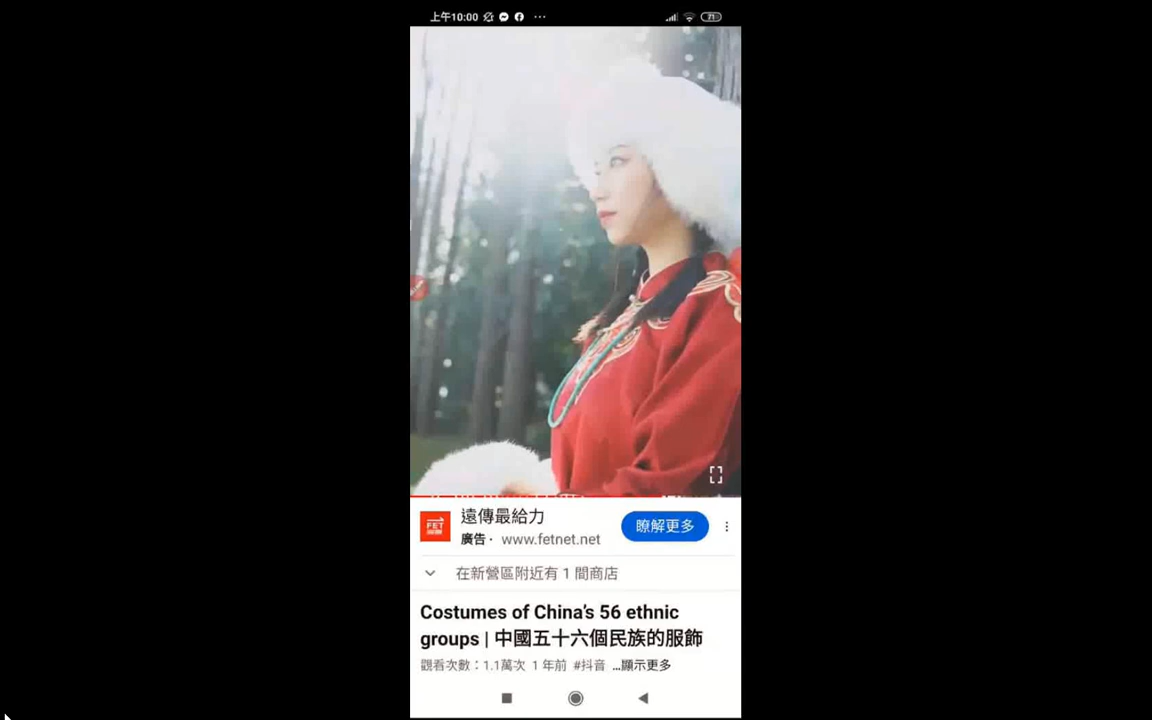 上午10:00 ...
71
FET
遠傳最給力
廣告· www.fetnet.net
瞭解更多
在新營區附近有 1 間商店
Costumes of China's 56 ethnic
groups | 中國五十六個民族的服飾
觀看次數：1.1萬次 1 年前 #抖音 ...顯示更多